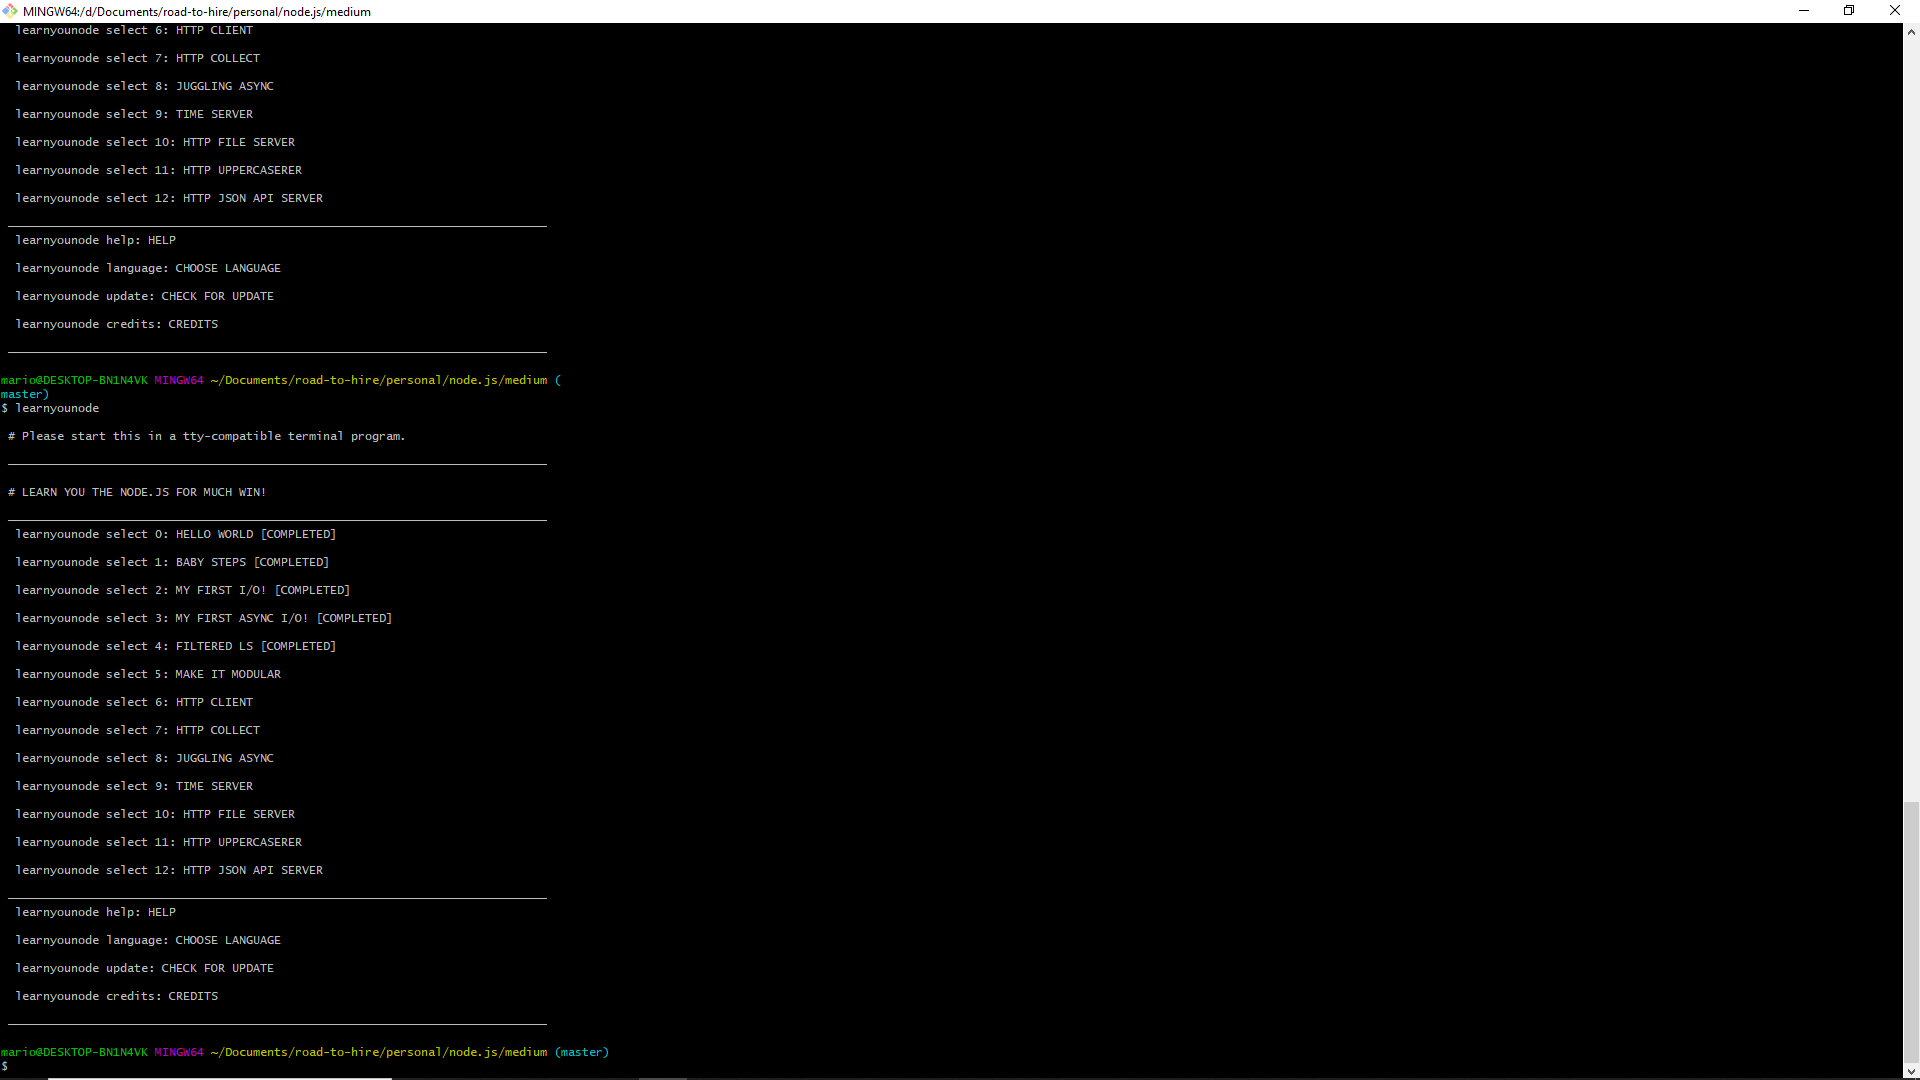 MINGW64:/d/Documents/road-to-hire/personal/node.js/medium
learnyounode select 6: HTTP CLIENT
learnyounode select 7: HTTP COLLECT
learnyounode select 8: JUGGLING ASYNC
learnyounode select 9: TIME SERVER
learnyounode select 10: HTTP FILE SERVER
learnyounode select 11: HTTP UPPERCASERER
learnyounode select 12: HTTP JSON API SERVER
learnyounode help: HELP
learnyounode language: CHOOSE LANGUAGE
learnyounode update: CHECK FOR UPDATE
learnyounode credits: CREDITS
mario@DESKTOP-BN1N4VK MINGW64 ~/Documents/road-to-hire/personal/node.js/medium (
master)
$ learnyounode
# Please start this in a tty-compatible terminal program.
# LEARN YOU THE NODE.JS FOR MUCH WIN!
learnyounode select 0: HELLO WORLD [COMPLETED]
learnyounode select 1: BABY STEPS [COMPLETED]
learnyounode select 2: MY FIRST I/O! [COMPLETED]
learnyounode select 3: MY FIRST ASYNC I/O! [COMPLETED]
learnyounode select 4: FILTERED LS [COMPLETED]
learnyounode select 5: MAKE IT MODULAR
learnyounode select 6: HTTP CLIENT
learnyounode select 7: HTTP COLLECT
learnyounode select 8: JUGGLING ASYNC
learnyounode select 9: TIME SERVER
learnyounode select 10: HTTP FILE SERVER
learnyounode select 11: HTTP UPPERCASERER
learnyounode select 12: HTTP JSON API SERVER
learnyounode help: HELP
learnyounode language: CHOOSE LANGUAGE
learnyounode update: CHECK FOR UPDATE
learnyounode credits: CREDITS
mario@DESKTOP-BN1N4VK MINGW64 ~/Documents/road-to-hire/personal/node.js/medium (master)
$